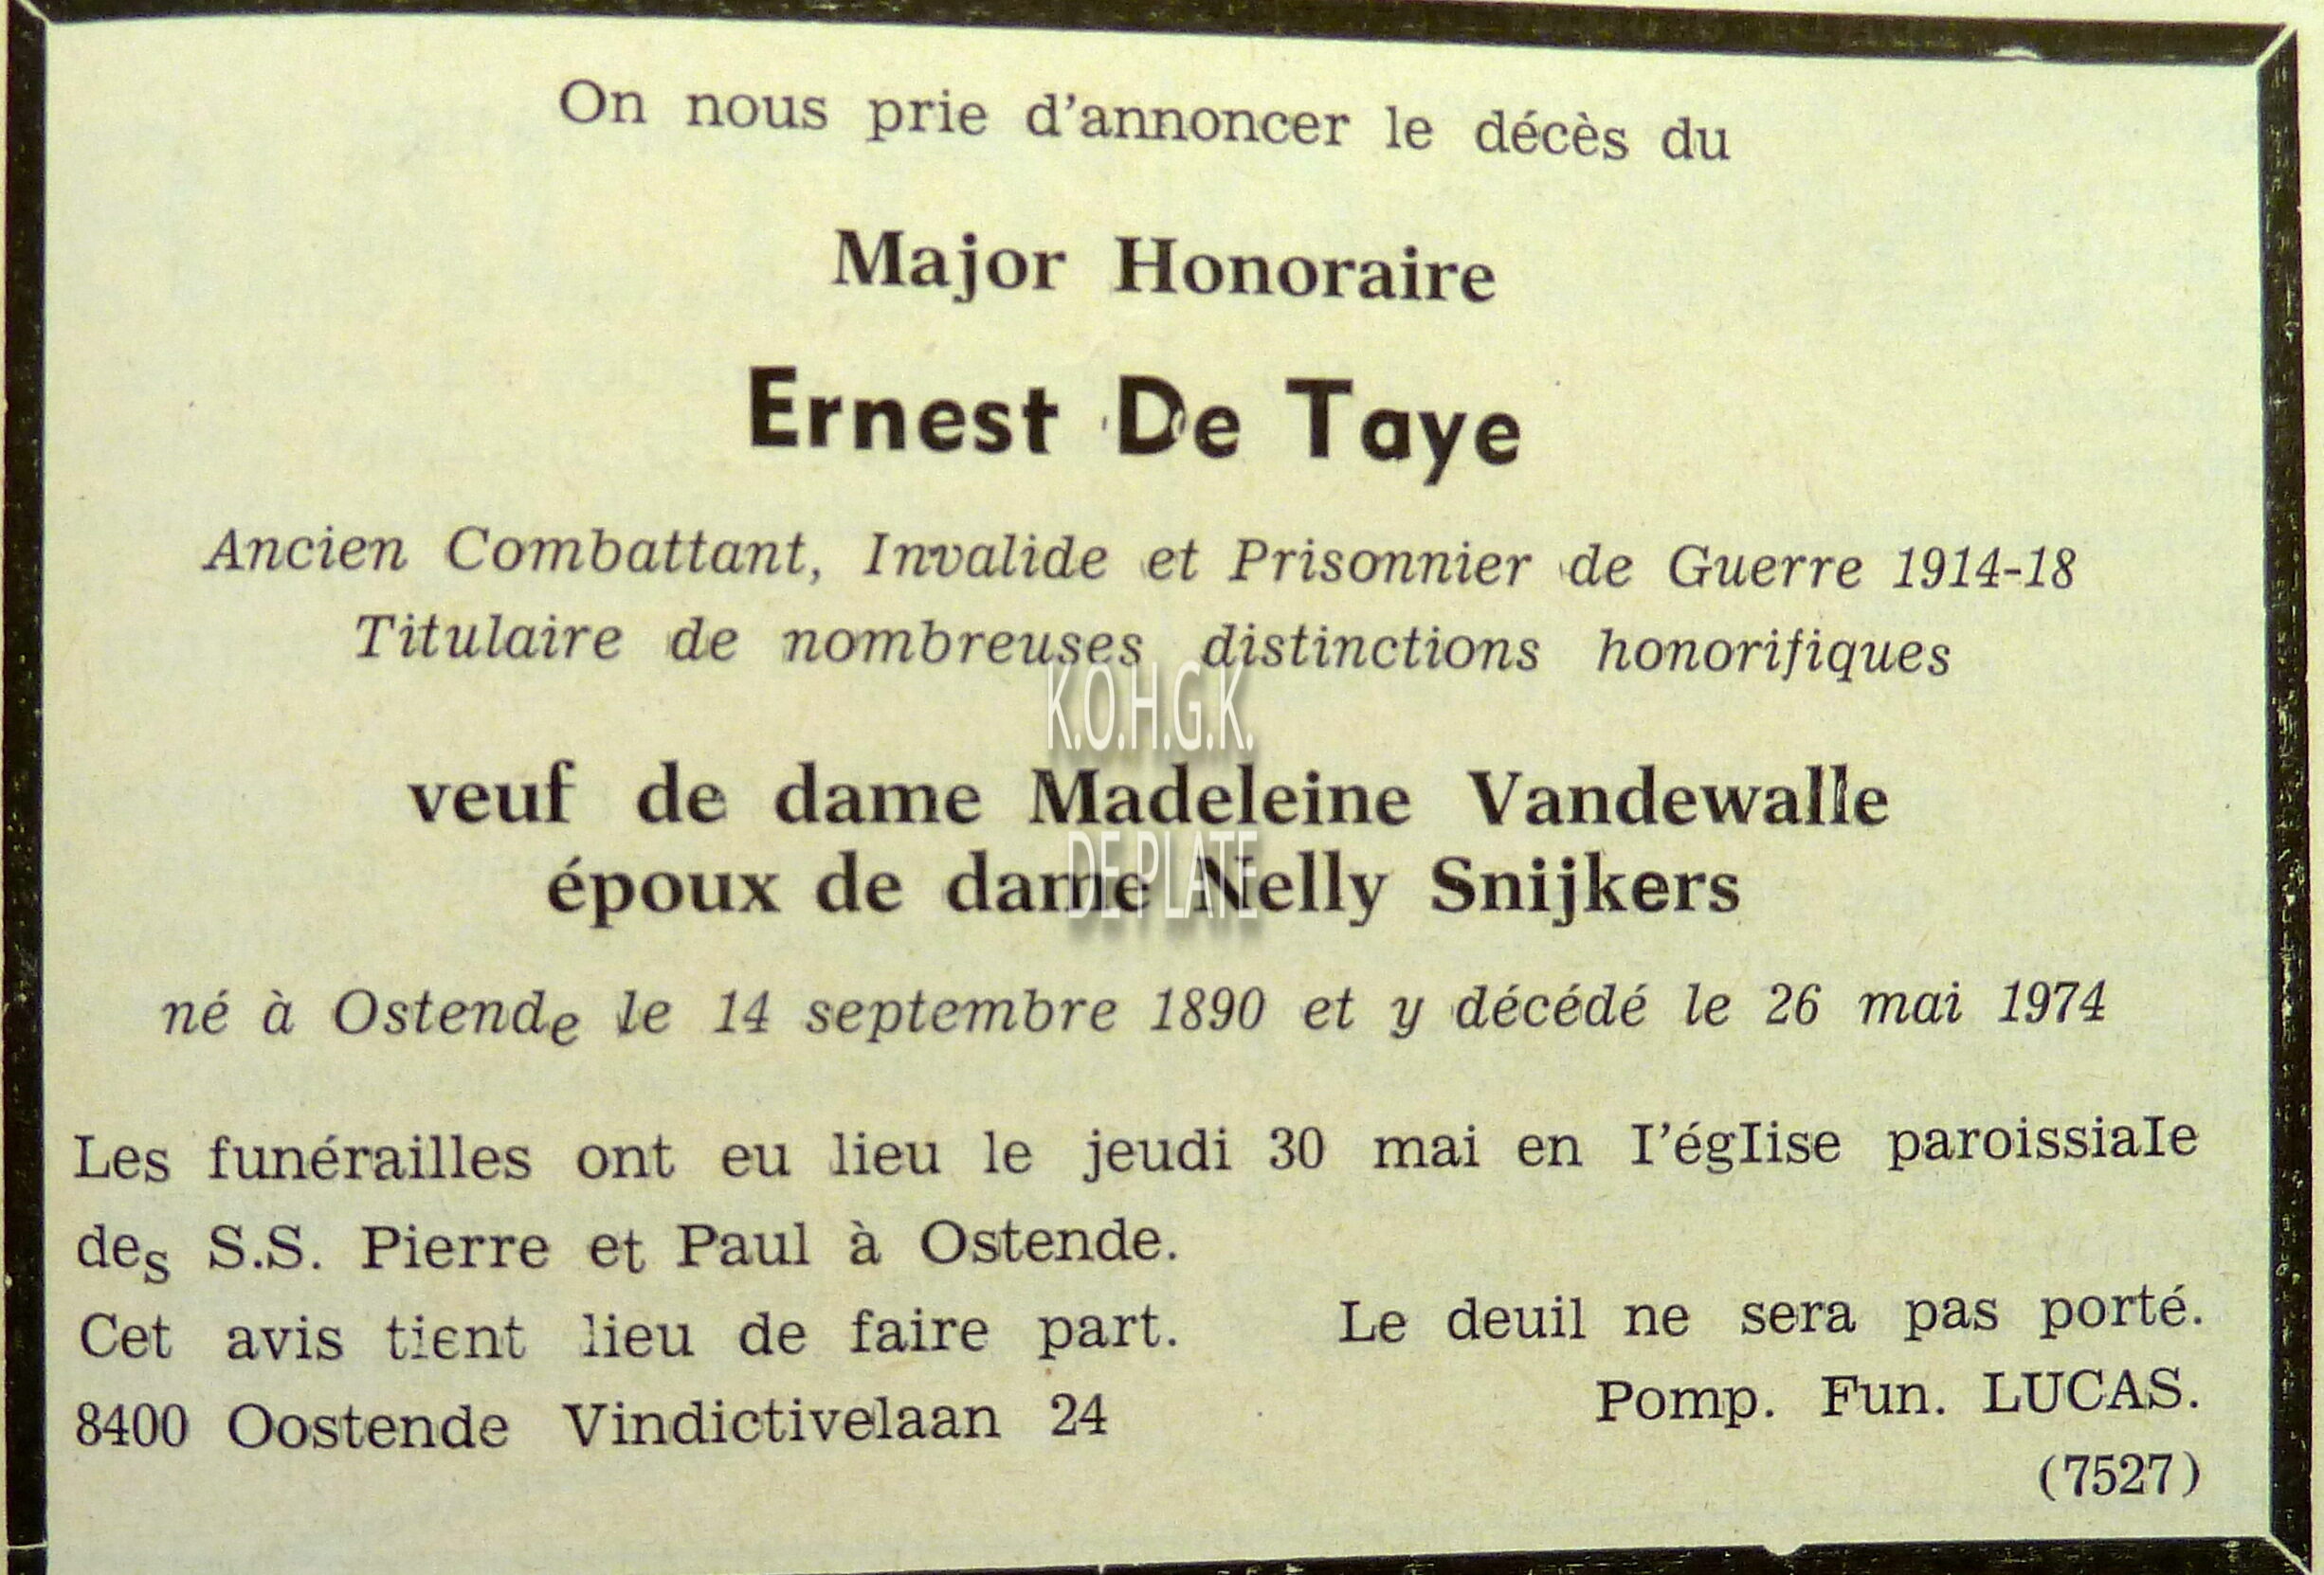 On nous prie d'annoncer le décès du
Major Honoraire
Ernest De Taye
Ancien Combattant, Invalide et Prisonnier de Guerre 1914-18
Titulaire de nombreuses distinctions honorifiques
K.O.H.G.K.
veuf de dame Madeleine Vandewalle
DE PLATE
époux de dame Nelly Snijkers
né à Ostende le 14 septembre 1890 et y décédé le 26 mai 1974
Les funérailles ont eu lieu le jeudi 30 mai en l'église paroissiale
des S.S. Pierre et Paul à Ostende.
Cet avis tient lieu de faire part. Le deuil ne sera pas porté.
8400 Oostende Vindictivelaan 24 Pomp. Fun. LUCAS.
(7527)